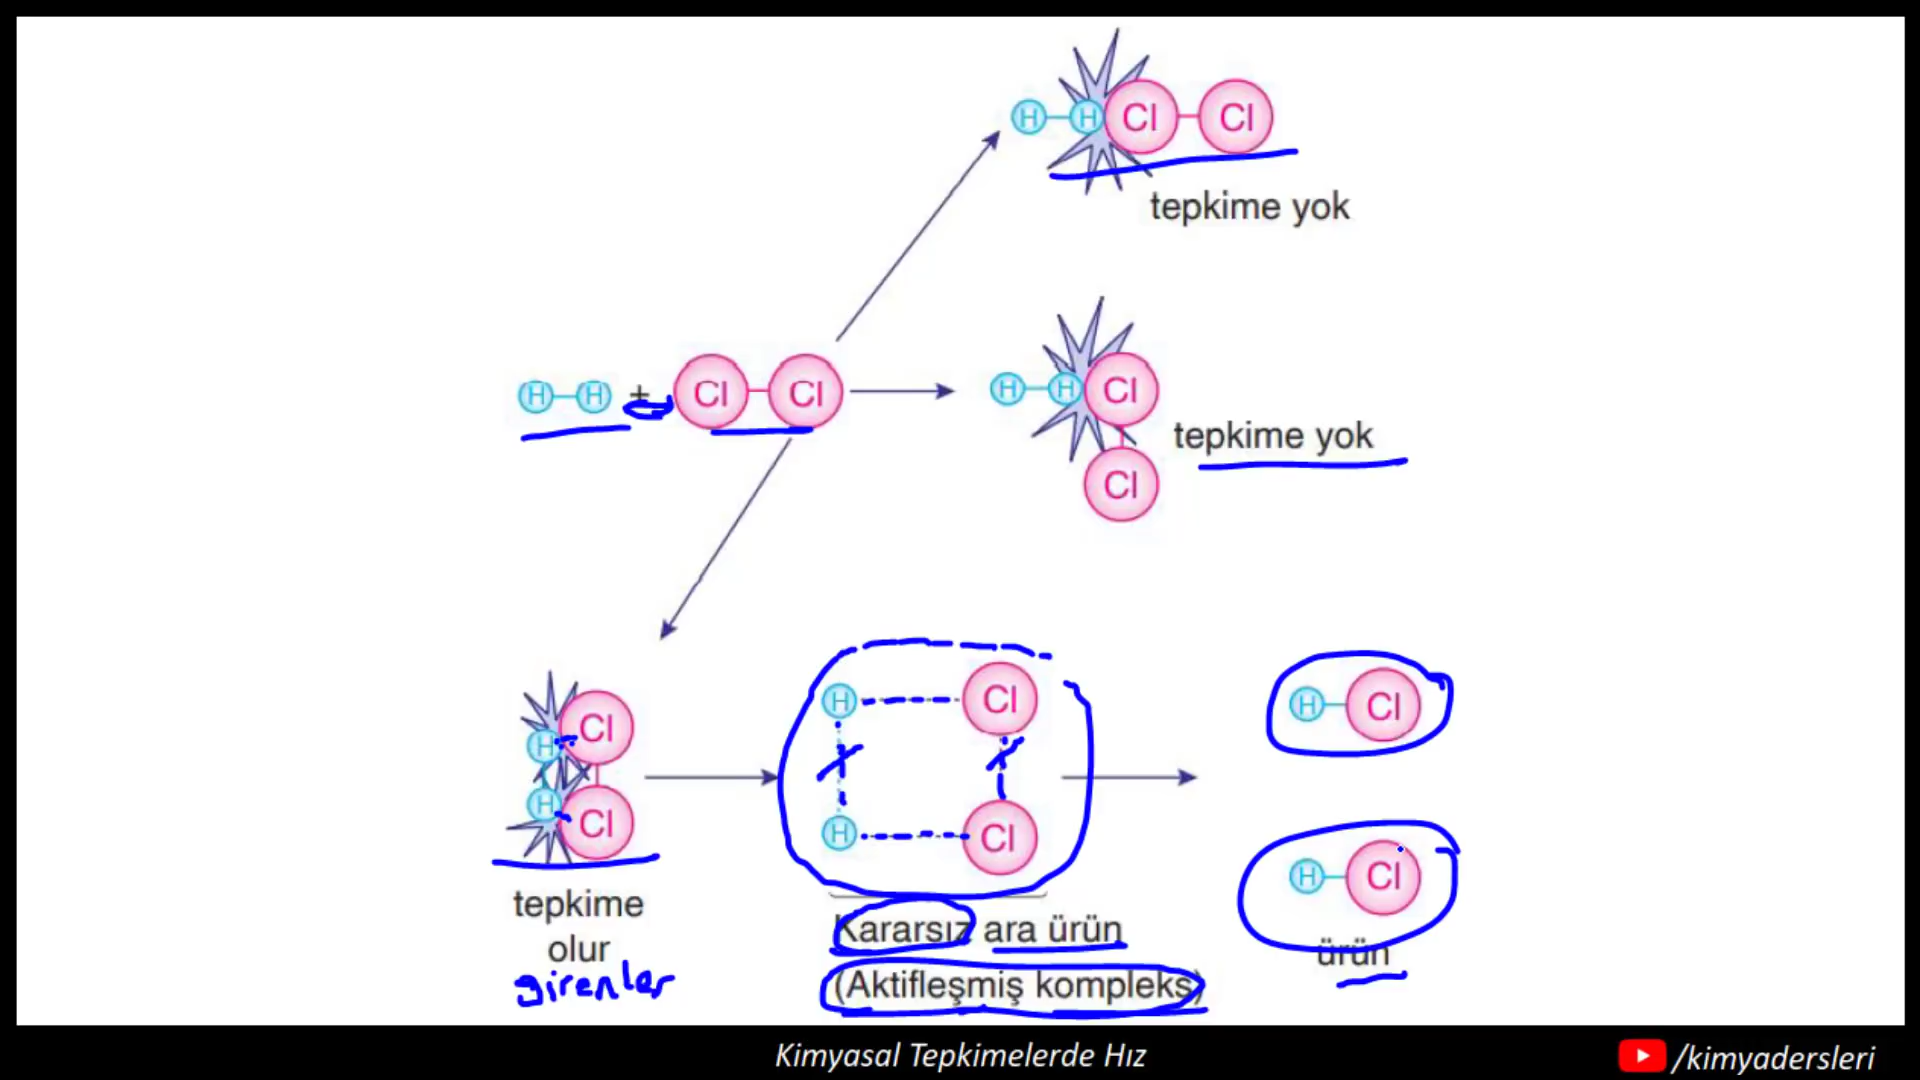 H H Cl Cl
tepkime yok
H H + Cl Cl
H H Cl
tepkime yok
Cl
H Cl
H Cl
tepkime
olur
girenler
H Cl
H Cl
Kararsız ara ürün
(Aktifleşmiş kompleks)
H Cl
H Cl
ürün
Kimyasal Tepkimelerde Hız
/kimyadersleri